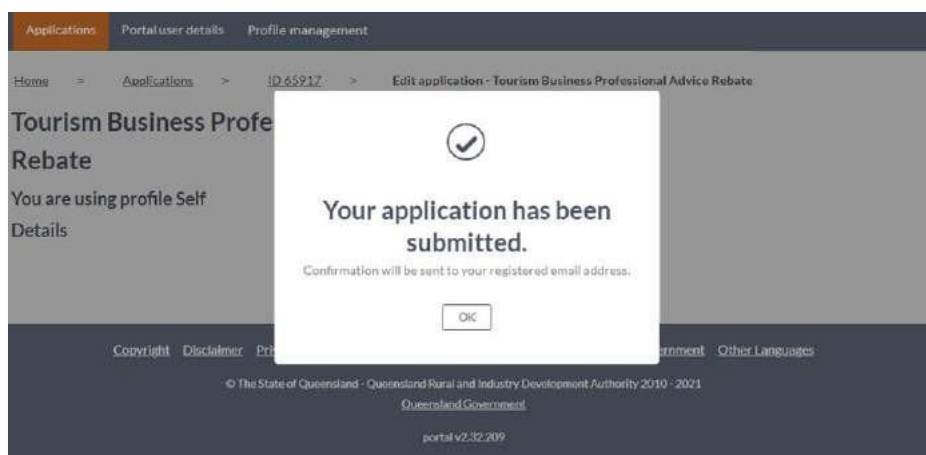 Applications Portal user details Profile management
Home > Applications > ID 65917 > Edit application - Tourism Business Professional Advice Rebate
Tourism Business Profe
Rebate
You are using profile Self
Details
Your application has been
submitted.
Confirmation will be sent to your registered email address.
OK
Copyright Disclaimer Pri ernment Other Languages
© The State of Queensland - Queensland Rural and Industry Development Authority 2010 - 2021
Queensland Government
portal v2.32.209